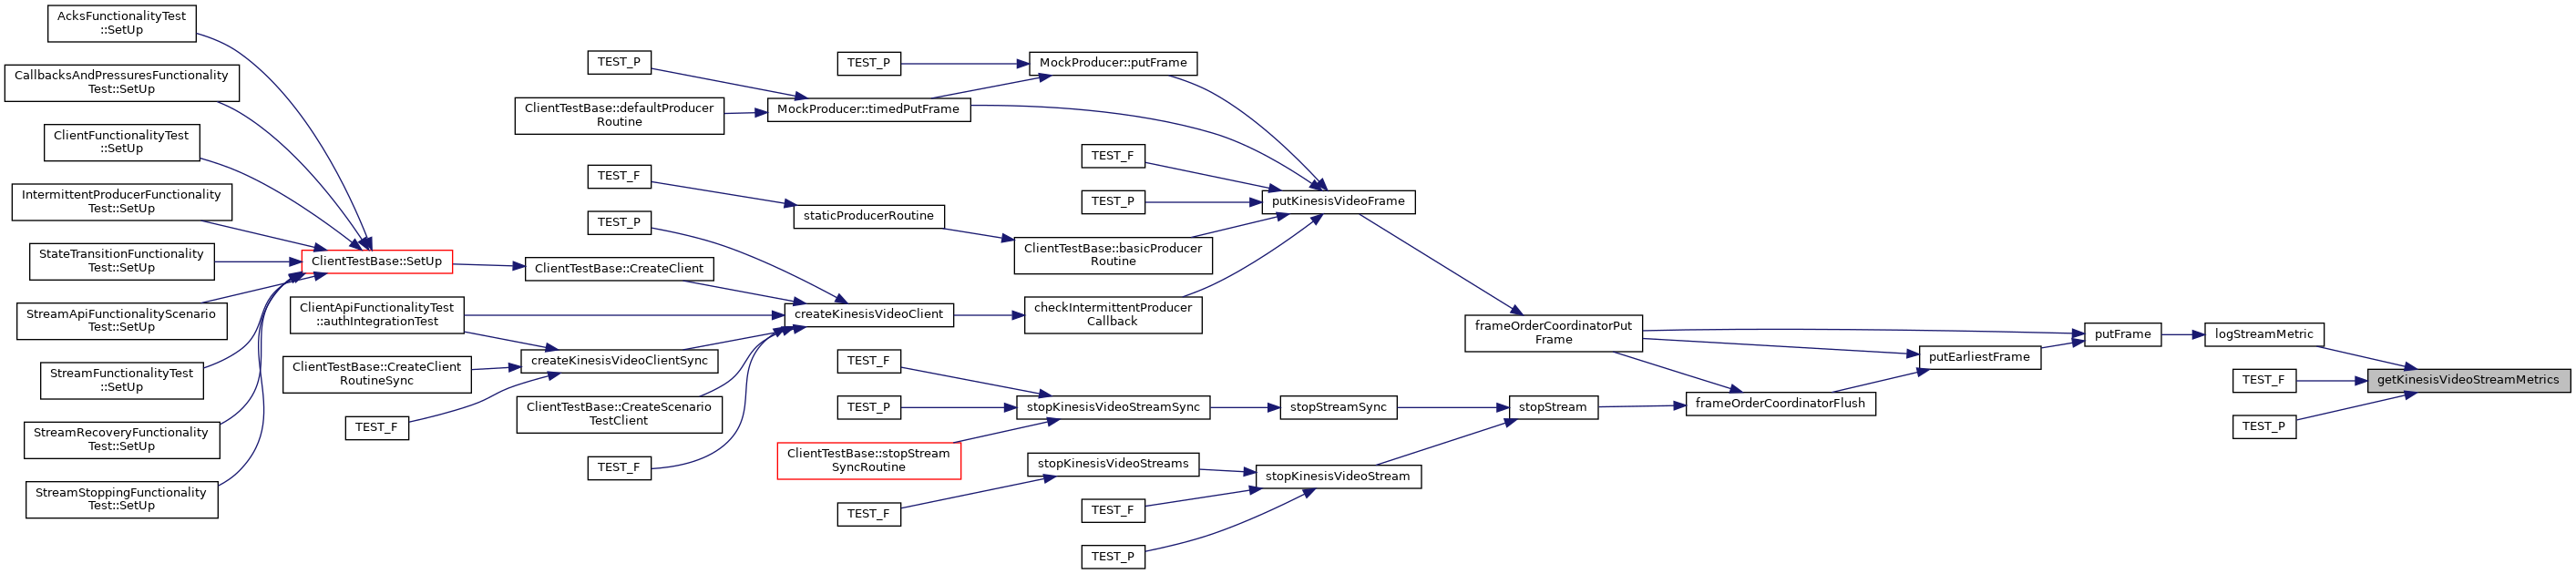 AcksFunctionalityTest
::SetUp
CallbacksAndPressuresFunctionality
Test::SetUp
ClientFunctionalityTest
::SetUp
IntermittentProducerFunctionality
Test::SetUp
StateTransitionFunctionality
Test::SetUp
StreamApiFunctionalityScenario
Test::SetUp
StreamFunctionalityTest
::SetUp
StreamRecoveryFunctionality
Test::SetUp
StreamStoppingFunctionality
Test::SetUp
ClientTestBase::SetUp
ClientApiFunctionalityTest
::authIntegrationTest
ClientTestBase::CreateClient
RoutineSync
TEST_F
TEST_P
ClientTestBase::defaultProducer
Routine
TEST_F
TEST_P
ClientTestBase::CreateClient
createKinesisVideoClientSync
ClientTestBase::CreateScenario
TestClient
TEST_F
TEST_P
MockProducer::timedPutFrame
staticProducerRoutine
createKinesisVideoClient
TEST_F
TEST_P
ClientTestBase::stopStream
SyncRoutine
TEST_F
MockProducer::putFrame
TEST_F
TEST_P
ClientTestBase::basicProducer
Routine
checkIntermittentProducer
Callback
stopKinesisVideoStreamSync
stopKinesisVideoStreams
TEST_F
TEST_P
putKinesisVideoFrame
stopStreamSync
stopKinesisVideoStream
frameOrderCoordinatorPut
Frame
stopStream
frameOrderCoordinatorFlush
putEarliestFrame
putFrame
logStreamMetric
TEST_F
TEST_P
getKinesisVideoStreamMetrics